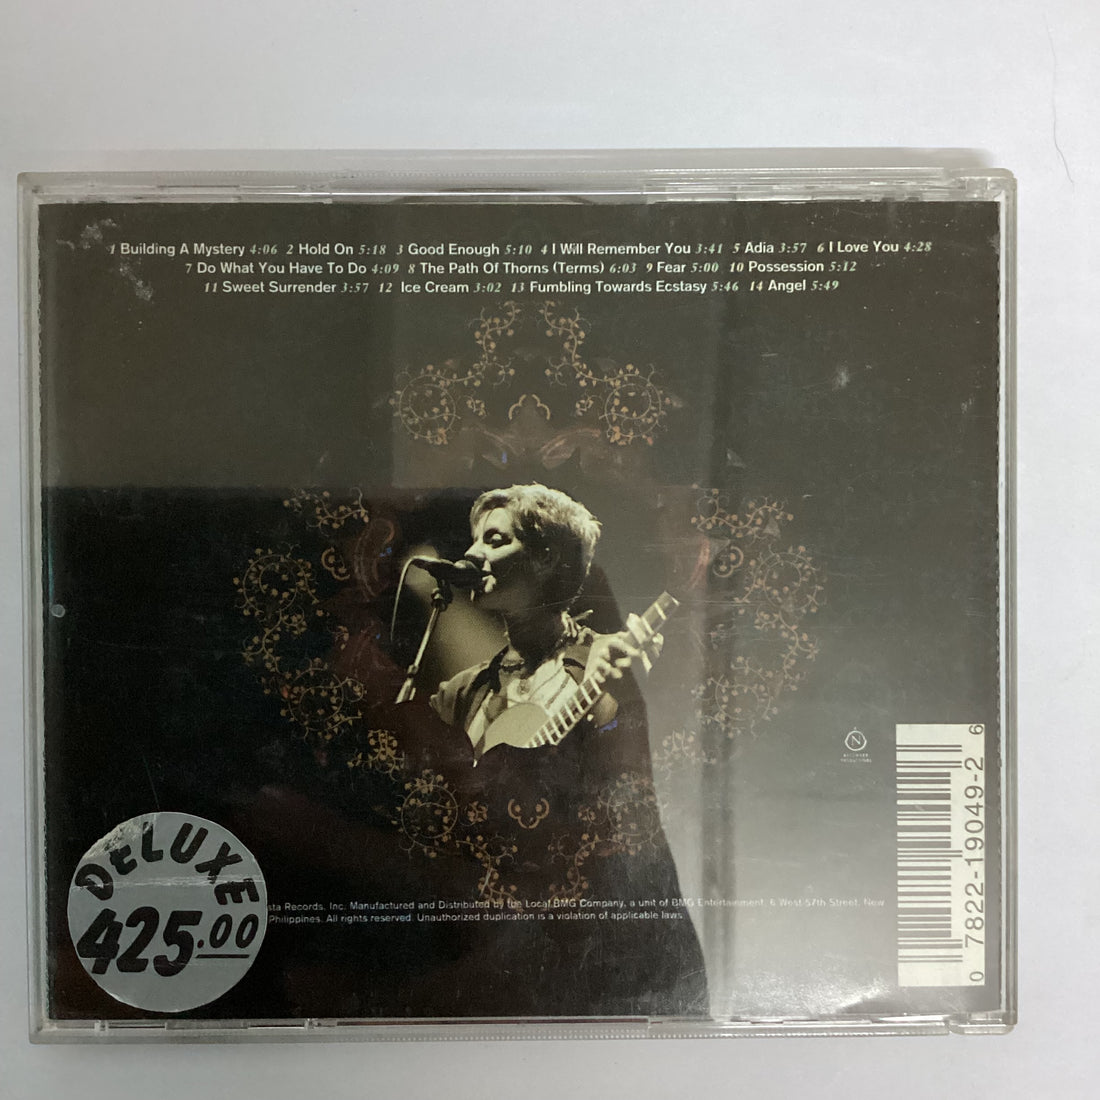 1 Building A Mystery 4:06 2 Hold On 5:18 3 Good Enough 5:10 4 I Will Remember You 3:41 5 Adia 3:57 6 I Love You 4:28
7 Do What You Have To Do 4:09 8 The Path Of Thorns (Terms) 6:03 9 Fear 5:00 10 Possession 5:12
11 Sweet Surrender 3:57 12 Ice Cream 3:02 13 Fumbling Towards Ecstasy 5:46 14 Angel 5:49
N
DELUXE
425.00
sta Records, Inc. Manufactured and Distributed by the Local BMG Company, a unit of BMG Entertainment, 6 West 57th Street, New
Philippines. All rights reserved. Unauthorized duplication is a violation of applicable laws
0 7822-19049-2 6